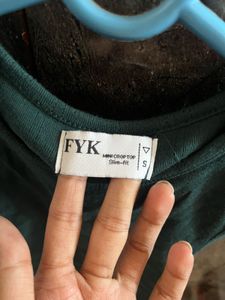 FYK
MINI CROP TOP
Slim-fit
S